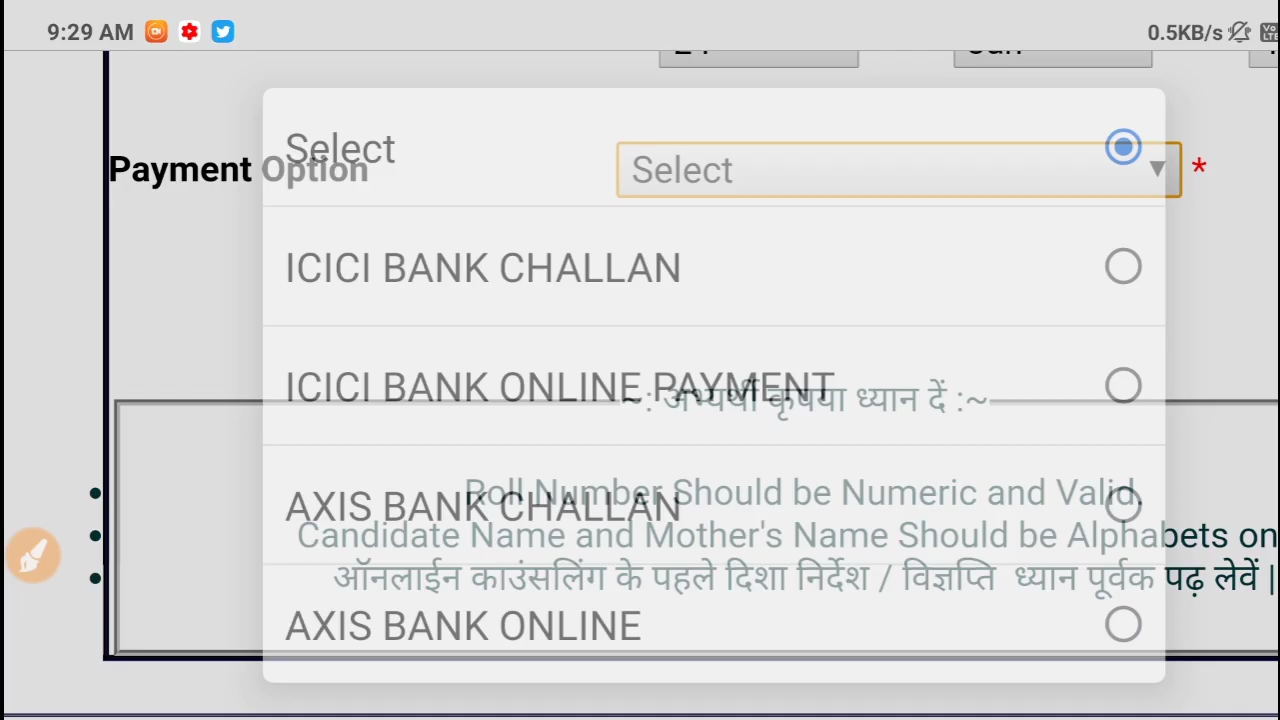 9:29 AM
0.5KB/s
Vo
LTE
Select
Payment Option
Select
*
ICICI BANK CHALLAN
ICICI BANK ONLINE PAYMENT
~: अभ्यर्थी कृपया ध्यान दें :~
Roll Number Should be Numeric and Valid.
AXIS BANK CHALLAN
Candidate Name and Mother's Name Should be Alphabets on
ऑनलाईन काउंसलिंग के पहले दिशा निर्देश / विज्ञप्ति ध्यान पूर्वक पढ़ लेवें |
AXIS BANK ONLINE